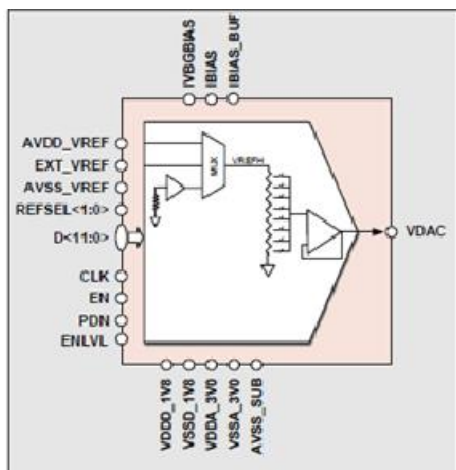 IVBGBIAS
IBIAS
IBIAS_BUF
AVDD_VREF
EXT_VREF
AVSS_VREF
REFSEL<1:0>
D<11:0>
CLK
EN
PDN
ENLVL
MUX
VREFH
VDAC
VDDD_1V8
VSSD_1V8
VDDA_3V0
VSSA_3V0
AVSS_SUB